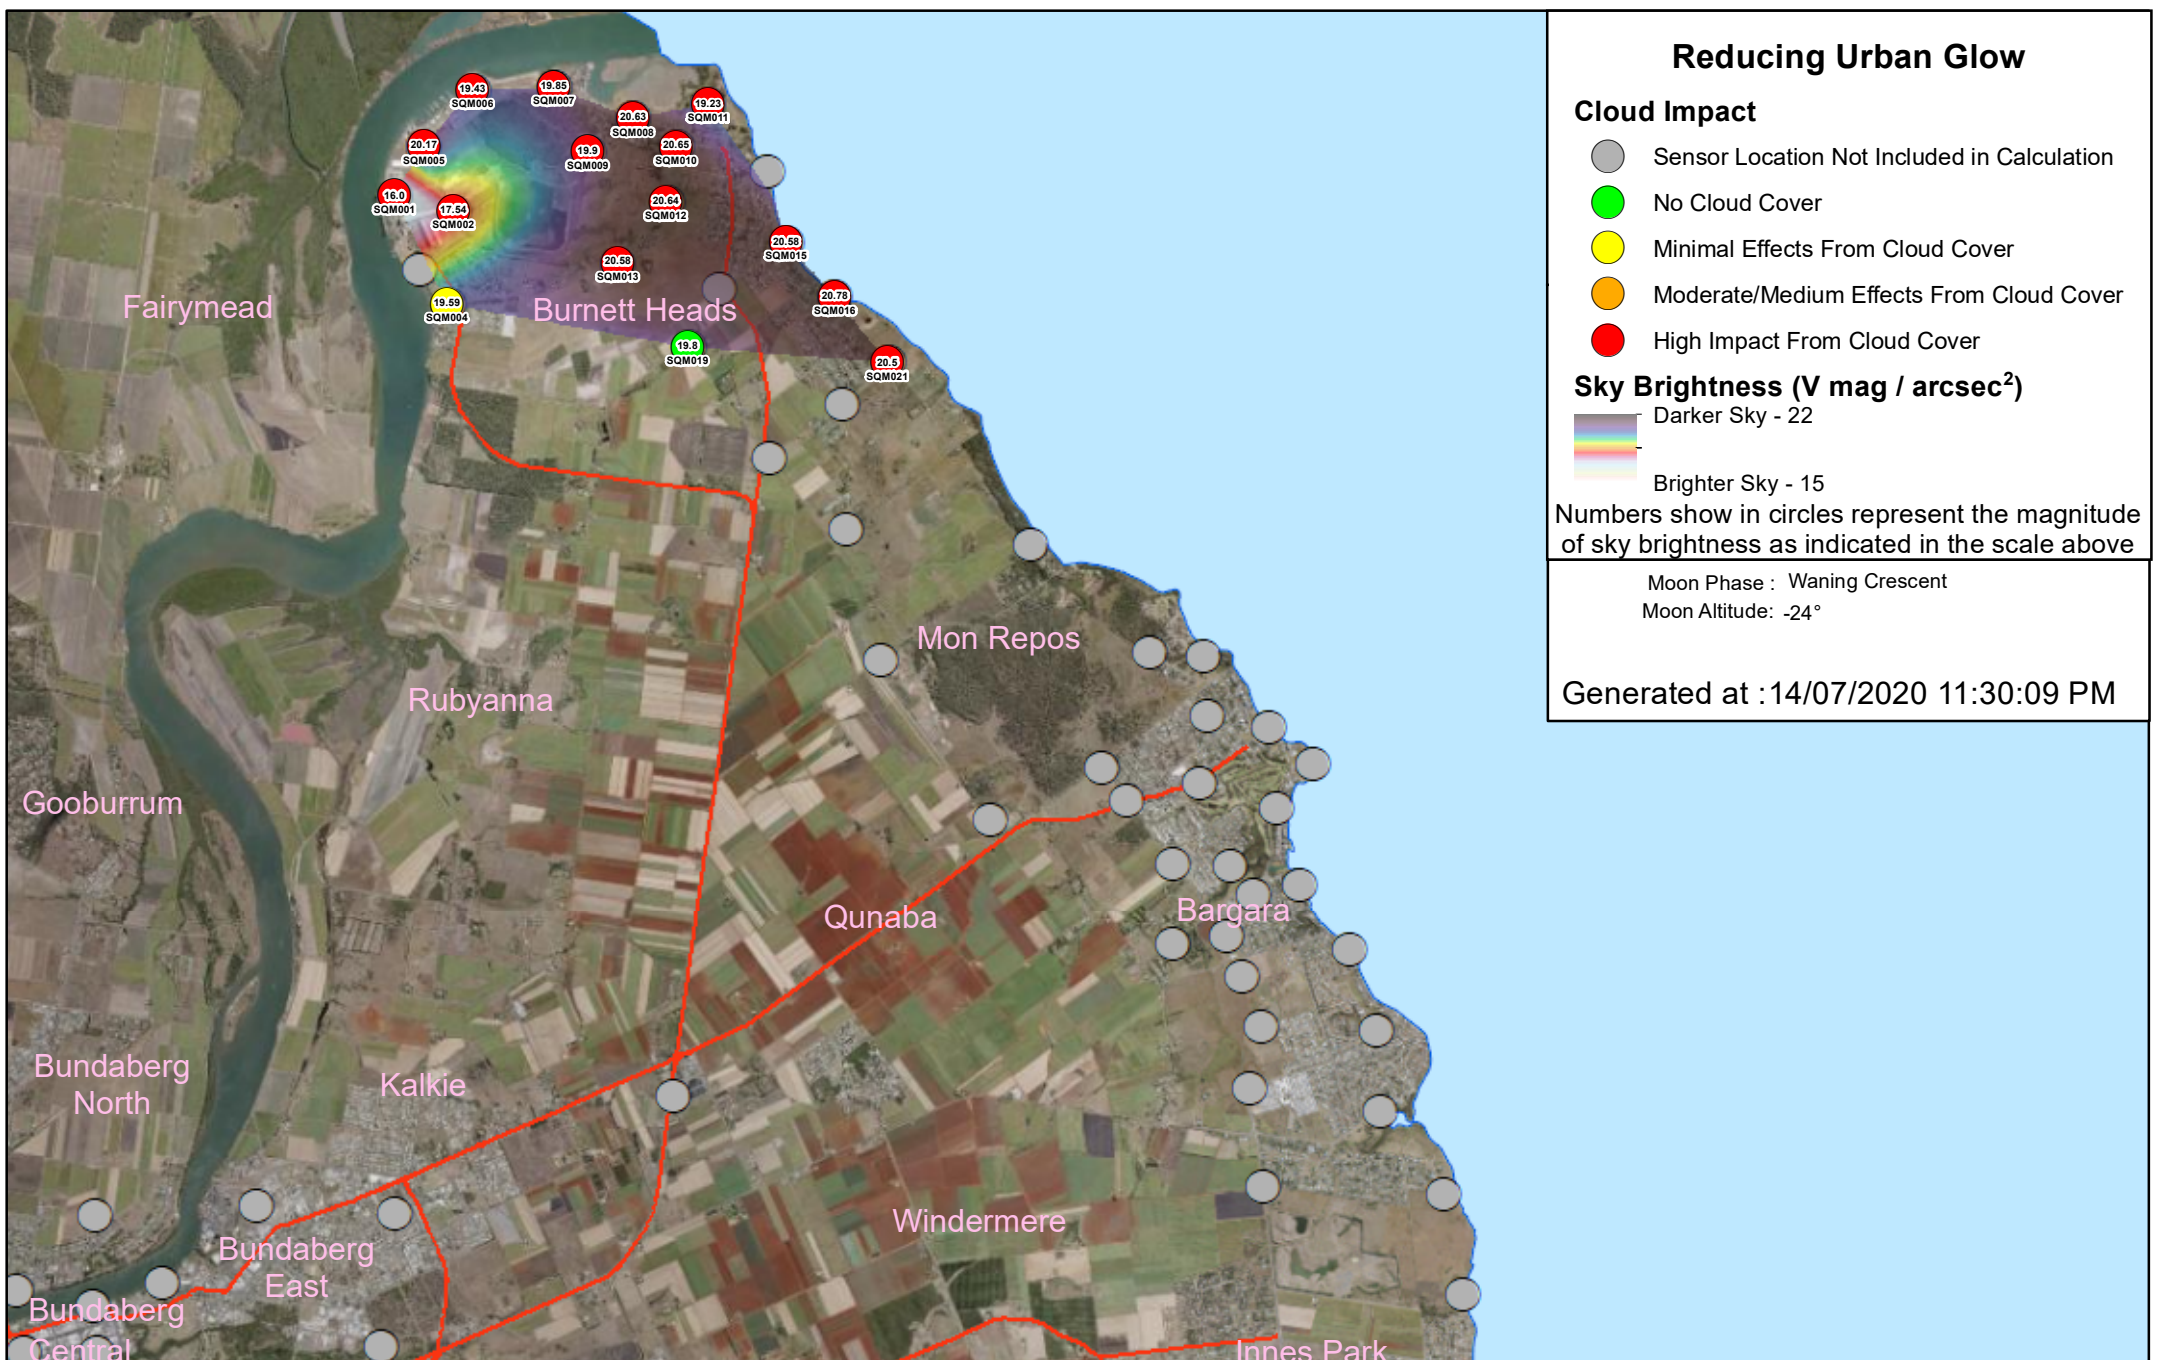 Reducing Urban Glow
Cloud Impact
Sensor Location Not Included in Calculation
No Cloud Cover
Minimal Effects From Cloud Cover
Moderate/Medium Effects From Cloud Cover
High Impact From Cloud Cover
Sky Brightness (V mag / arcsec²)
Darker Sky - 22
Brighter Sky - 15
Numbers show in circles represent the magnitude
of sky brightness as indicated in the scale above
Moon Phase : Waning Crescent
Moon Altitude: -24°
Generated at :14/07/2020 11:30:09 PM
19.43
SQM006
19.85
SQM007
20.63
SQM008
19.23
SQM011
20.17
SQM005
19.9
SQM009
20.65
SQM010
16.0
SQM001
17.54
SQM002
20.64
SQM012
20.58
SQM015
20.58
SQM013
19.59
SQM004
20.78
SQM016
19.8
SQM019
20.5
SQM021
Fairymead
Burnett Heads
Mon Repos
Rubyanna
Gooburrum
Qunaba
Bargara
Bundaberg
North
Kalkie
Windermere
Bundaberg
East
Bundaberg
Central
Innes Park